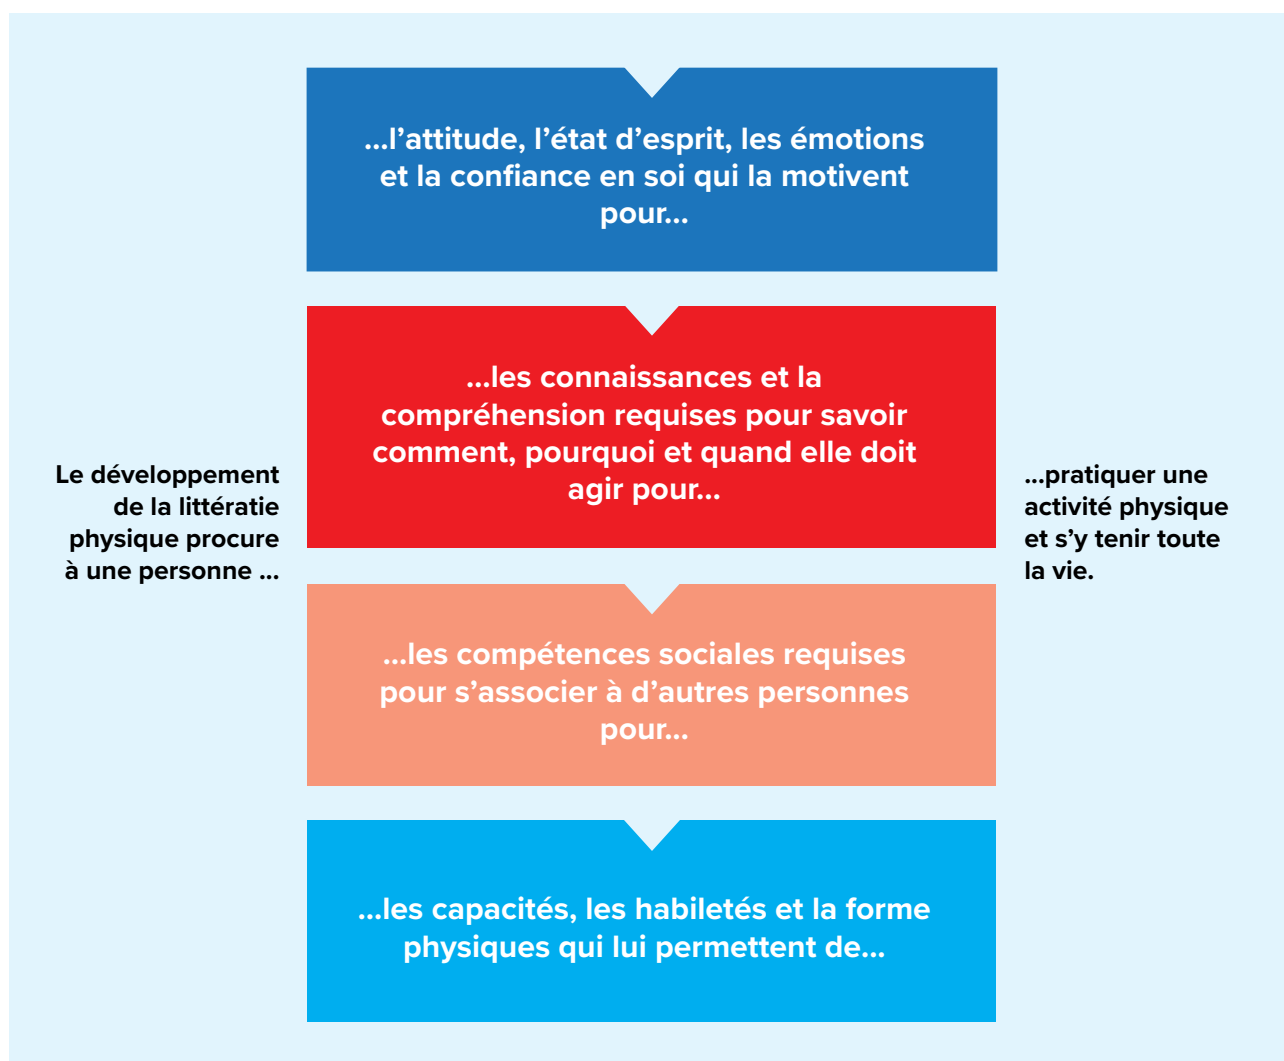 Le développement
de la littératie
physique procure
à une personne ...
...l’attitude, l’état d’esprit, les émotions
et la confiance en soi qui la motivent
pour...
...les connaissances et la
compréhension requises pour savoir
comment, pourquoi et quand elle doit
agir pour...
...les compétences sociales requises
pour s’associer à d’autres personnes
pour...
...les capacités, les habiletés et la forme
physiques qui lui permettent de...
...pratiquer une
activité physique
et s’y tenir toute
la vie.